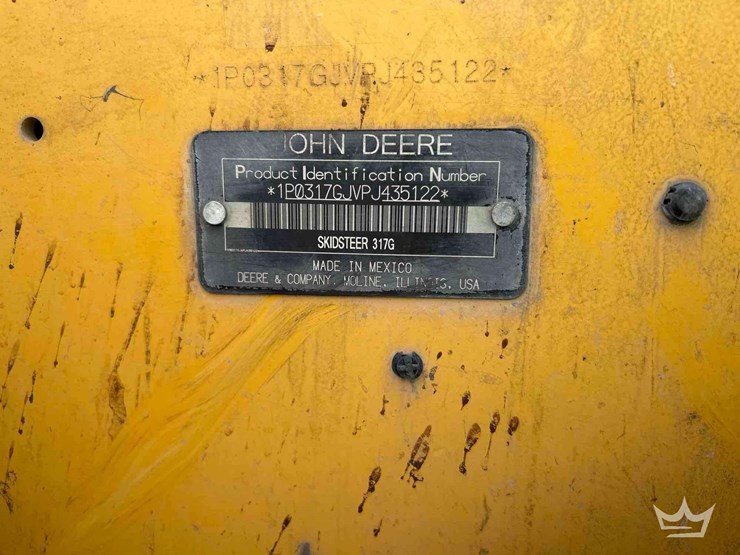 *1P0317GJVPJ435122*
JOHN DEERE
Product Identification Number
*1P0317GJVPJ435122*
SKIDSTEER 317G
MADE IN MEXICO
DEERE & COMPANY, MOLINE, ILLINOIS, USA